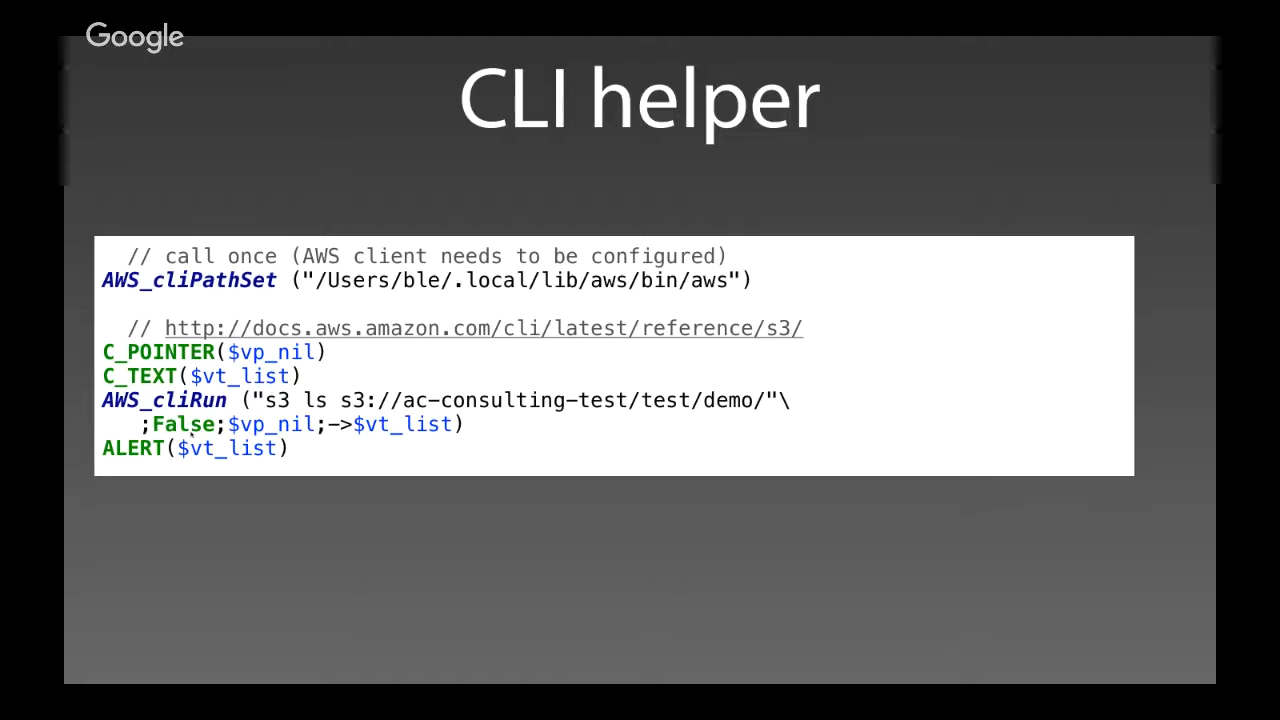 Google
CLI helper
// call once (AWS client needs to be configured)
AWS_cliPathSet ("/Users/ble/.local/lib/aws/bin/aws")
// http://docs.aws.amazon.com/cli/latest/reference/s3/
C_POINTER($vp_nil)
C_TEXT($vt_list)
AWS_cliRun ("s3 ls s3://ac-consulting-test/test/demo/"\
;False;$vp_nil;->$vt_list)
ALERT($vt_list)